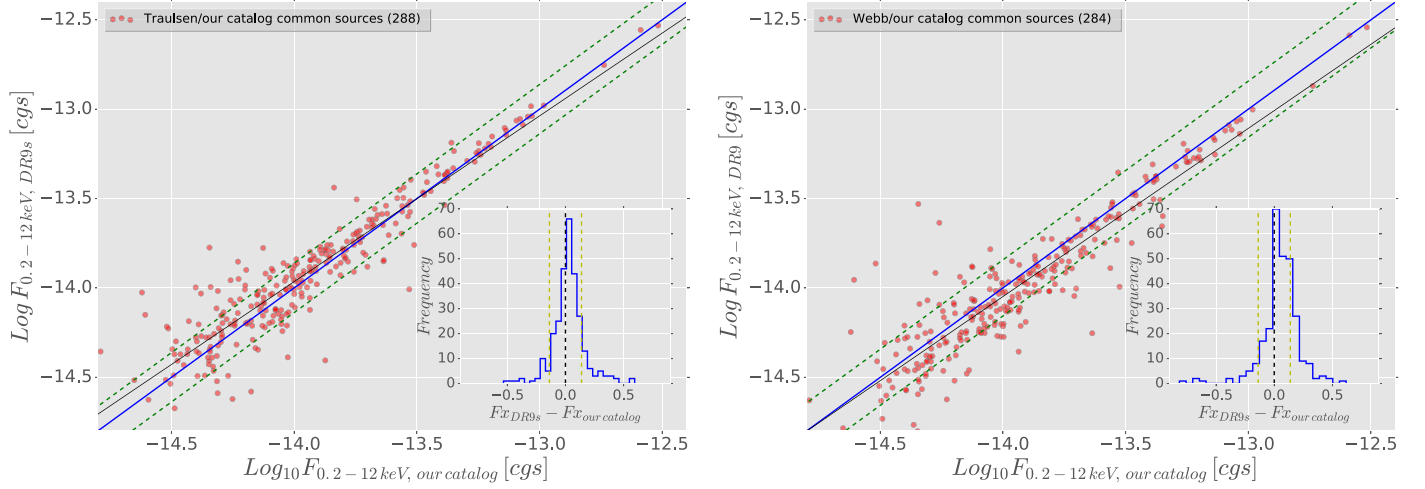 Traulsen/our catalog common sources (288)
Log F0.2−12 keV, DR9s [cgs]
−12.5
−13.0
−13.5
−14.0
−14.5
−14.5 −14.0 −13.5 −13.0 −12.5
Log10F0.2−12 keV, our catalog [cgs]
Frequency
70
60
50
40
30
20
10
0
−0.5 0.0 0.5
FxDR9s − Fxour catalog
Webb/our catalog common sources (284)
Log F0.2−12 keV, DR9 [cgs]
−12.5
−13.0
−13.5
−14.0
−14.5
−14.5 −14.0 −13.5 −13.0 −12.5
Log10F0.2−12 keV, our catalog [cgs]
Frequency
70
60
50
40
30
20
10
0
−0.5 0.0 0.5
FxDR9s − Fxour catalog